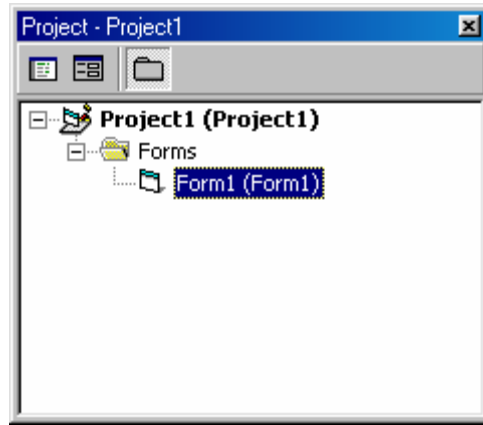 Project - Project1
Project1 (Project1)
Forms
Form1 (Form1)